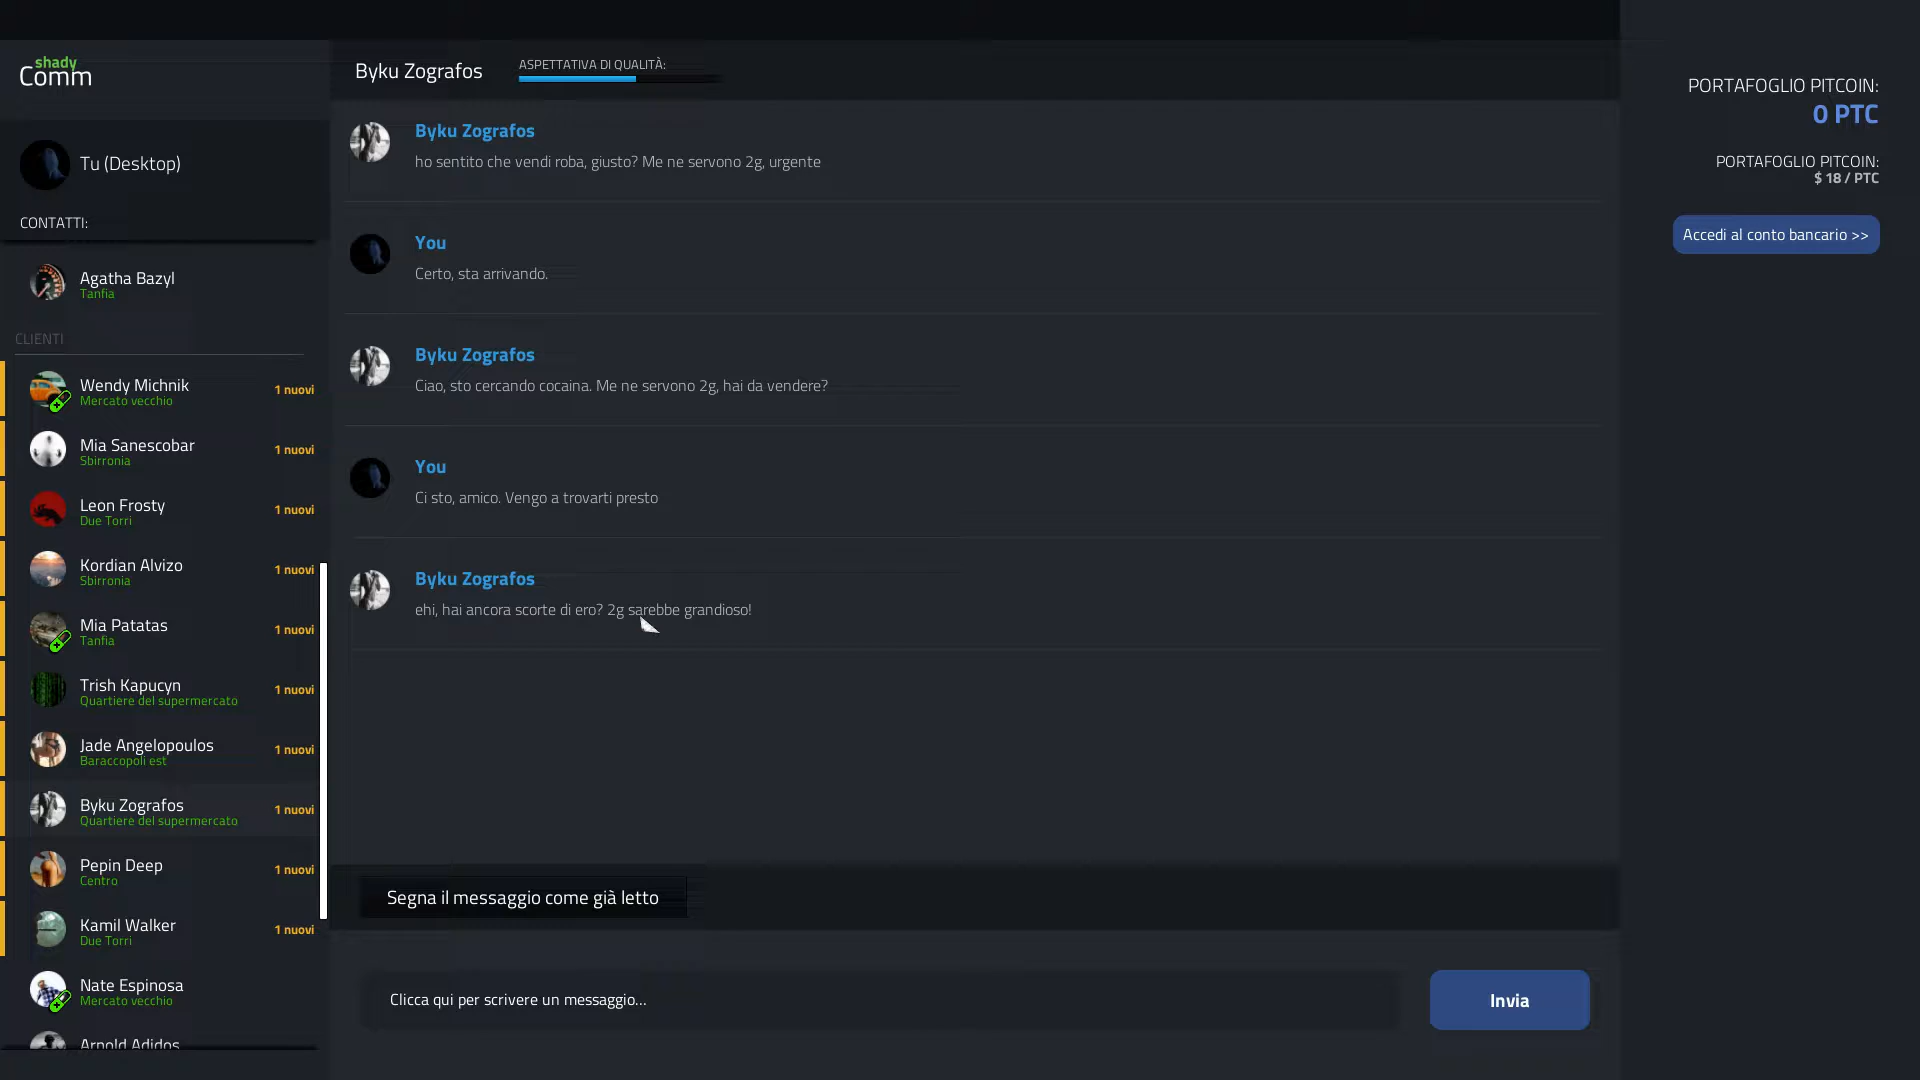 shady
Comm
Tu (Desktop)
CONTATTI:
Agatha Bazyl
Tanfia
CLIENTI
Wendy Michnik
Mercato vecchio
1 nuovi
Mia Sanescobar
Sbirronia
1 nuovi
Leon Frosty
Due Torri
1 nuovi
Kordian Alvizo
Sbirronia
1 nuovi
Mia Patatas
Tanfia
1 nuovi
Trish Kapucyn
Quartiere del supermercato
1 nuovi
Jade Angelopoulos
Baraccopoli est
1 nuovi
Byku Zografos
Quartiere del supermercato
1 nuovi
Pepin Deep
Centro
1 nuovi
Kamil Walker
Due Torri
1 nuovi
Nate Espinosa
Mercato vecchio
Arnold Adidos
Byku Zografos
ASPETTATIVA DI QUALITÀ:
Byku Zografos
ho sentito che vendi roba, giusto? Me ne servono 2g, urgente
You
Certo, sta arrivando.
Byku Zografos
Ciao, sto cercando cocaina. Me ne servono 2g, hai da vendere?
You
Ci sto, amico. Vengo a trovarti presto
Byku Zografos
ehi, hai ancora scorte di ero? 2g sarebbe grandioso!
Segna il messaggio come già letto
Clicca qui per scrivere un messaggio...
Invia
PORTAFOGLIO PITCOIN:
0 PTC
PORTAFOGLIO PITCOIN:
$ 18 / PTC
Accedi al conto bancario >>